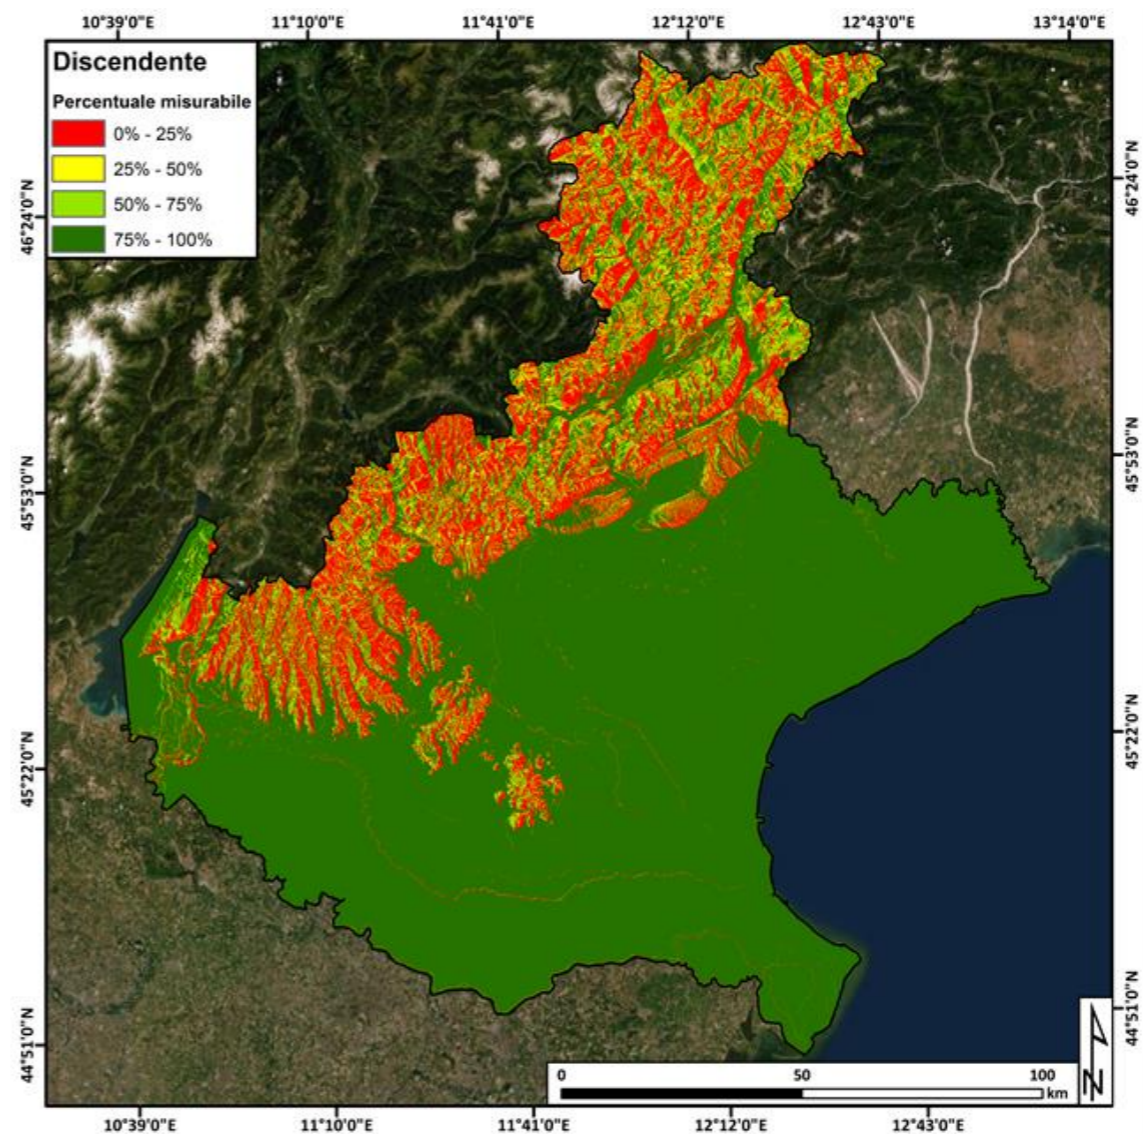 10°39'0"E 11°10'0"E 11°41'0"E 12°12'0"E 12°43'0"E 13°14'0"E
Discendente
Percentuale misurabile
0% - 25%
25% - 50%
50% - 75%
75% - 100%
46°24'0"N
46°24'0"N
45°53'0"N
45°53'0"N
45°22'0"N
45°22'0"N
44°51'0"N
44°51'0"N
0 50 100
km
N
10°39'0"E 11°10'0"E 11°41'0"E 12°12'0"E 12°43'0"E